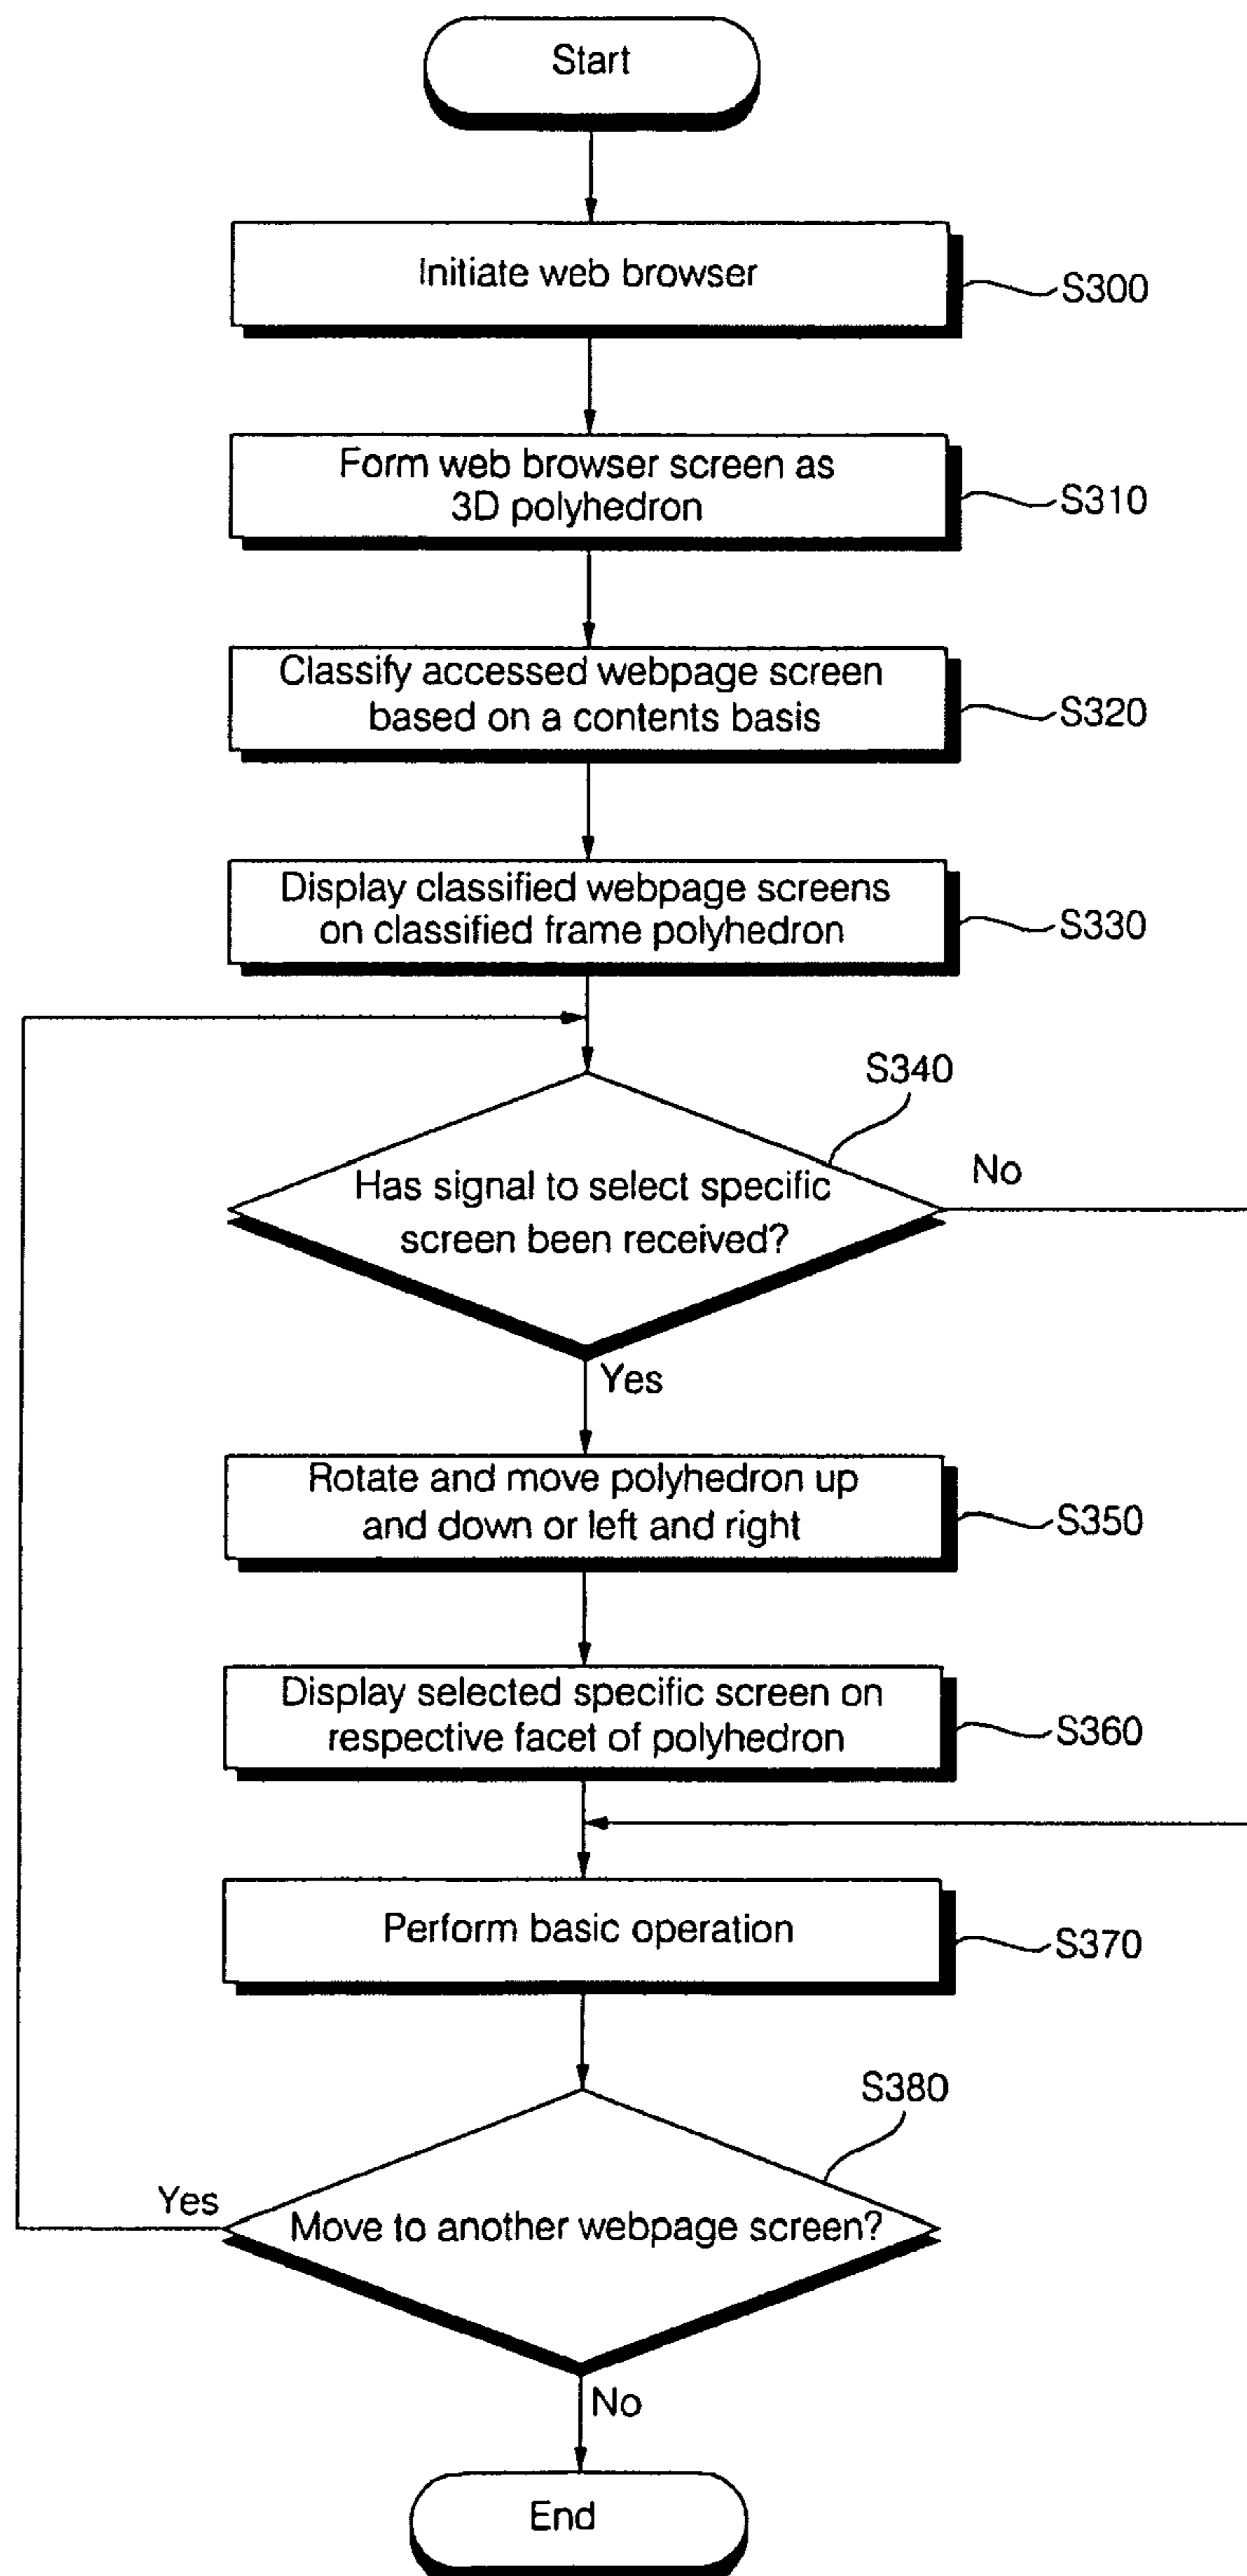 Start
Initiate web browser
S300
Form web browser screen as
3D polyhedron
S310
Classify accessed webpage screen
based on a contents basis
S320
Display classified webpage screens
on classified frame polyhedron
S330
S340
Has signal to select specific
screen been received?
No
Yes
Rotate and move polyhedron up
and down or left and right
S350
Display selected specific screen on
respective facet of polyhedron
S360
Perform basic operation
S370
S380
Yes
Move to another webpage screen?
No
End